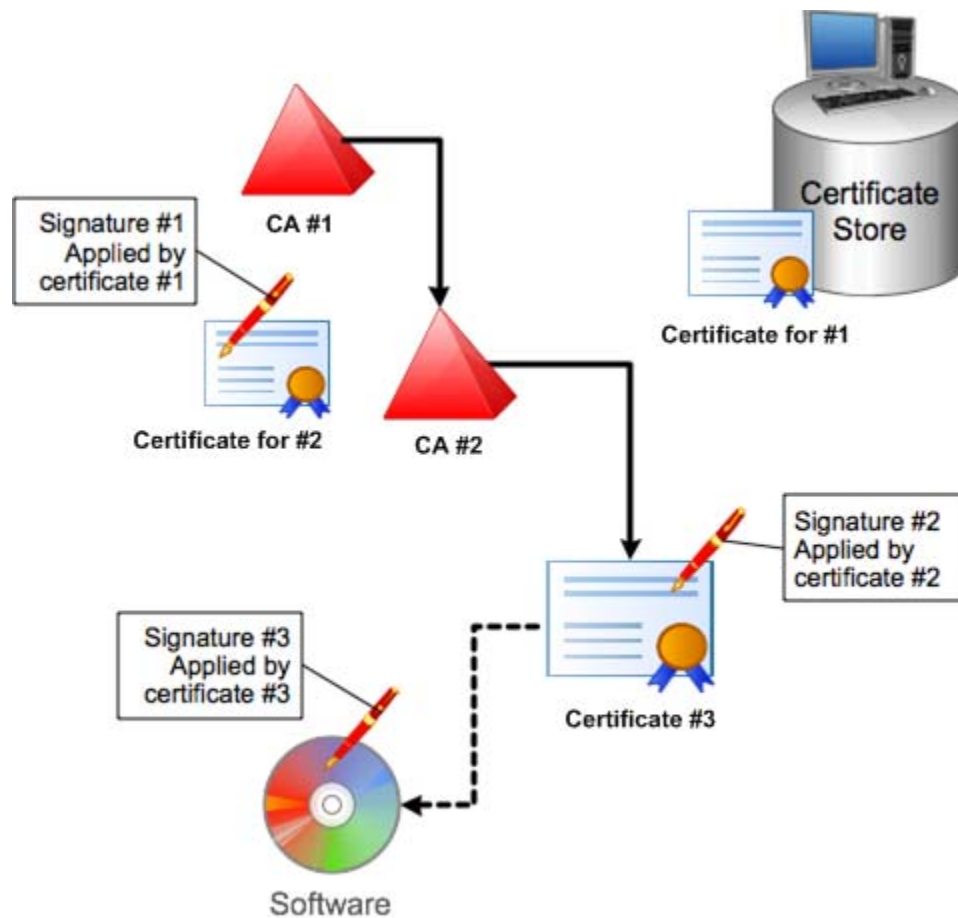 CA #1
Certificate
Store
Signature #1
Applied by
certificate #1
Certificate for #1
Certificate for #2
CA #2
Signature #2
Applied by
certificate #2
Signature #3
Applied by
certificate #3
Certificate #3
Software